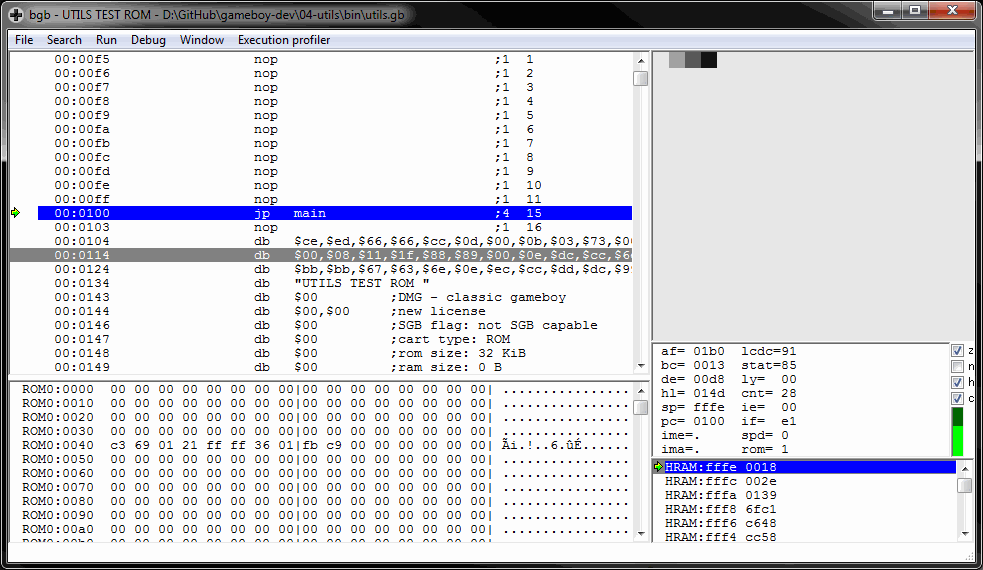 bgb - UTILS TEST ROM - D:\GitHub\gameboy-dev\04-utils\bin\utils.gb
File Search Run Debug Window Execution profiler
00:00f5 nop ;1 1
00:00f6 nop ;1 2
00:00f7 nop ;1 3
00:00f8 nop ;1 4
00:00f9 nop ;1 5
00:00fa nop ;1 6
00:00fb nop ;1 7
00:00fc nop ;1 8
00:00fd nop ;1 9
00:00fe nop ;1 10
00:00ff nop ;1 11
00:0100 jp main ;4 15
00:0103 nop ;1 16
00:0104 db $ce,$ed,$66,$66,$cc,$0d,$00,$0b,$03,$73,$00
00:0114 db $00,$08,$11,$1f,$88,$89,$00,$0e,$dc,$cc,$6
00:0124 db $bb,$bb,$67,$63,$6e,$0e,$ec,$cc,$dd,$dc,$9
00:0134 db "UTILS TEST ROM "
00:0143 db $00 ;DMG - classic gameboy
00:0144 db $00,$00 ;new license
00:0146 db $00 ;SGB flag: not SGB capable
00:0147 db $00 ;cart type: ROM
00:0148 db $00 ;rom size: 32 KiB
00:0149 db $00 ;ram size: 0 B
af= 01b0 lcdc=91 z
bc= 0013 stat=85 n
de= 00d8 ly= 00 h
hl= 014d cnt= 28 c
sp= fffe ie= 00
pc= 0100 if= e1
ime=. spd= 0
ima=. rom= 1
ROM0:0000 00 00 00 00 00 00 00 00|00 00 00 00 00 00 00 00| ................
ROM0:0010 00 00 00 00 00 00 00 00|00 00 00 00 00 00 00 00| ................
ROM0:0020 00 00 00 00 00 00 00 00|00 00 00 00 00 00 00 00| ................
ROM0:0030 00 00 00 00 00 00 00 00|00 00 00 00 00 00 00 00| ................
ROM0:0040 c3 69 01 21 ff ff 36 01|fb c9 00 00 00 00 00 00| Ãi.!..6.ûÉ......
ROM0:0050 00 00 00 00 00 00 00 00|00 00 00 00 00 00 00 00| ................
ROM0:0060 00 00 00 00 00 00 00 00|00 00 00 00 00 00 00 00| ................
ROM0:0070 00 00 00 00 00 00 00 00|00 00 00 00 00 00 00 00| ................
ROM0:0080 00 00 00 00 00 00 00 00|00 00 00 00 00 00 00 00| ................
ROM0:0090 00 00 00 00 00 00 00 00|00 00 00 00 00 00 00 00| ................
ROM0:00a0 00 00 00 00 00 00 00 00|00 00 00 00 00 00 00 00| ................
ROM0:00b0 00 00 00 00 00 00 00 00|00 00 00 00 00 00 00 00| ................
HRAM:fffe 0018
HRAM:fffc 002e
HRAM:fffa 0139
HRAM:fff8 6fc1
HRAM:fff6 c648
HRAM:fff4 cc58